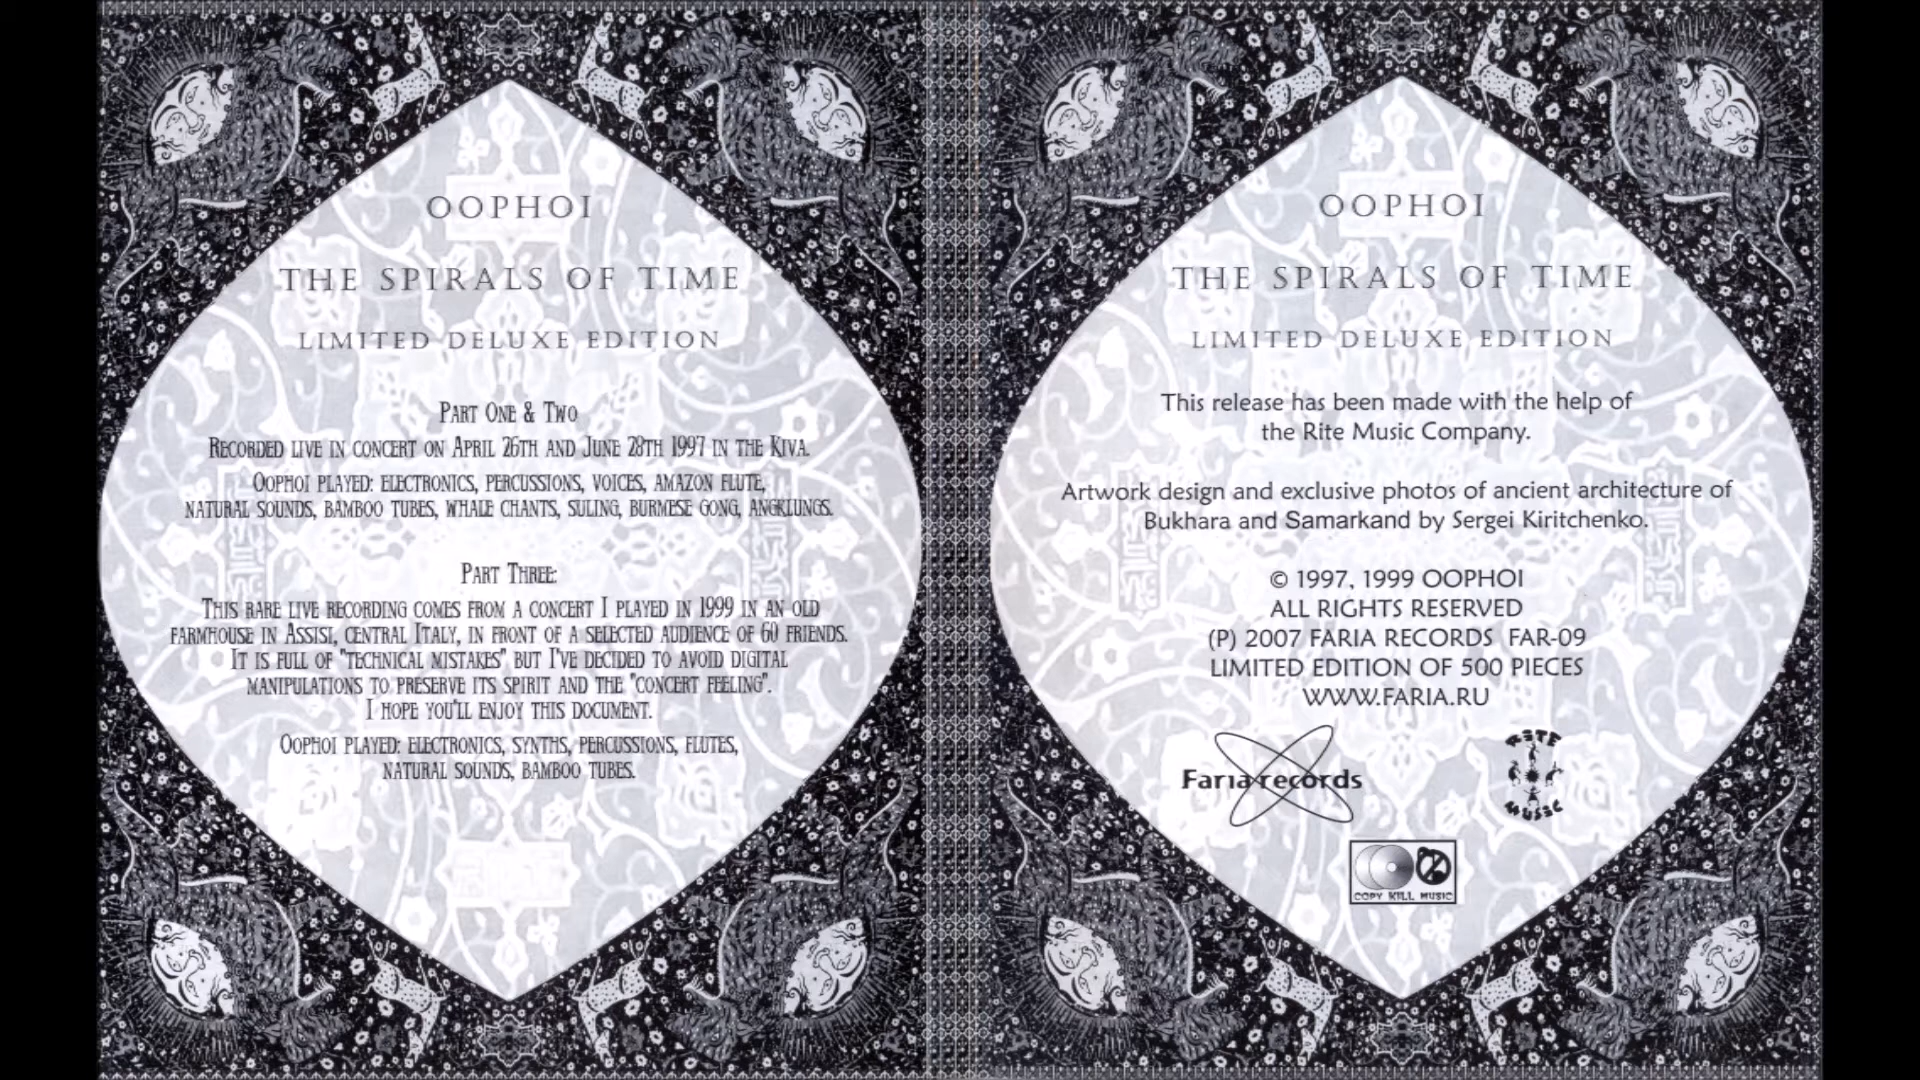 OOPHOI
THE SPIRALS OF TIME
LIMITED DELUXE EDITION
PART ONE & TWO
RECORDED LIVE IN CONCERT ON APRIL 26TH AND JUNE 28TH 1997 IN THE KIVA.
OOPHOI PLAYED: ELECTRONICS, PERCUSSIONS, VOICES, AMAZON FLUTE,
NATURAL SOUNDS, BAMBOO TUBES, WHALE CHANTS, SULING, BURMESE GONG, ANGKLUNGS.
PART THREE:
THIS RARE LIVE RECORDING COMES FROM A CONCERT I PLAYED IN 1999 IN AN OLD
FARMHOUSE IN ASSISI, CENTRAL ITALY, IN FRONT OF A SELECTED AUDIENCE OF 60 FRIENDS.
IT IS FULL OF "TECHNICAL MISTAKES" BUT I'VE DECIDED TO AVOID DIGITAL
MANIPULATIONS TO PRESERVE ITS SPIRIT AND THE "CONCERT FEELING".
I HOPE YOU'LL ENJOY THIS DOCUMENT.
OOPHOI PLAYED: ELECTRONICS, SYNTHS, PERCUSSIONS, FLUTES,
NATURAL SOUNDS, BAMBOO TUBES.
OOPHOI
THE SPIRALS OF TIME
LIMITED DELUXE EDITION
This release has been made with the help of
the Rite Music Company.
Artwork design and exclusive photos of ancient architecture of
Bukhara and Samarkand by Sergei Kiritchenko.
© 1997, 1999 OOPHOI
ALL RIGHTS RESERVED
(P) 2007 FARIA RECORDS FAR-09
LIMITED EDITION OF 500 PIECES
WWW.FARIA.RU
Faria records
RITE
MUSIC
COPY KILL MUSIC